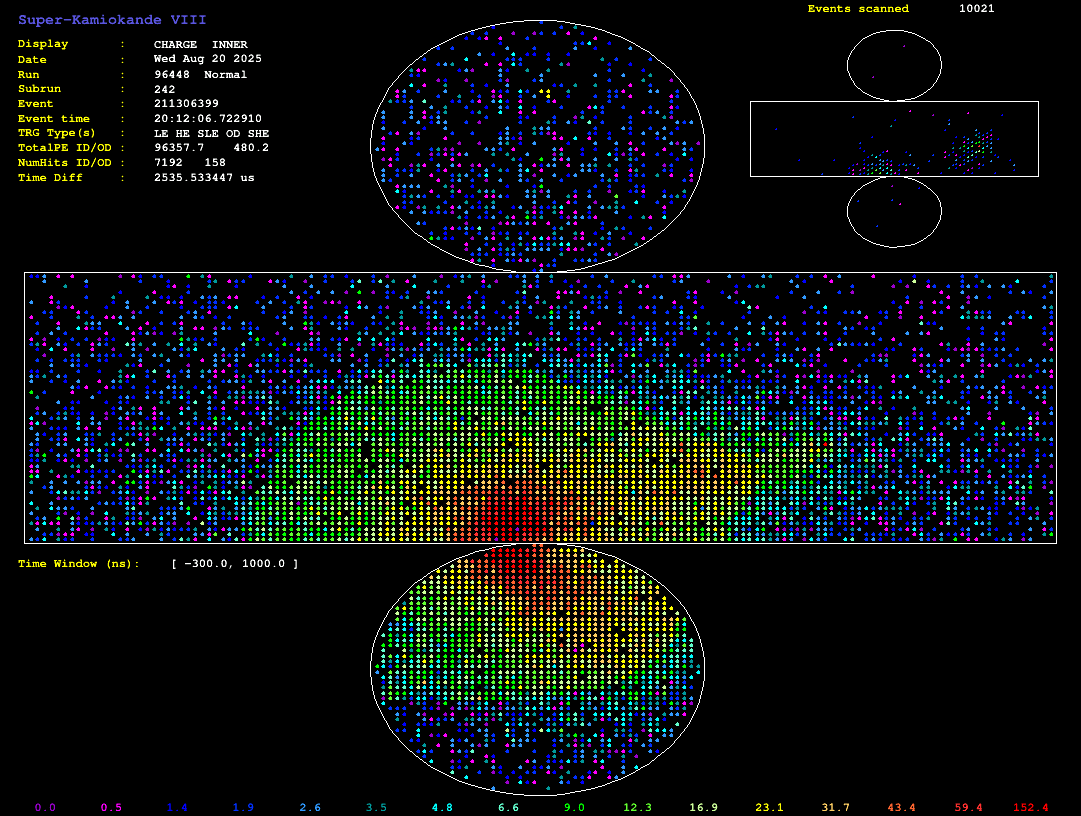 Super-Kamiokande VIII
Events scanned 10021
Display : CHARGE INNER
Date : Wed Aug 20 2025
Run : 96448 Normal
Subrun : 242
Event : 211306399
Event time : 20:12:06.722910
TRG Type(s) : LE HE SLE OD SHE
TotalPE ID/OD : 96357.7 480.2
NumHits ID/OD : 7192 158
Time Diff : 2535.533447 us
Time Window (ns): [ -300.0, 1000.0 ]
0.0 0.5 1.4 1.9 2.6 3.5 4.8 6.6 9.0 12.3 16.9 23.1 31.7 43.4 59.4 152.4